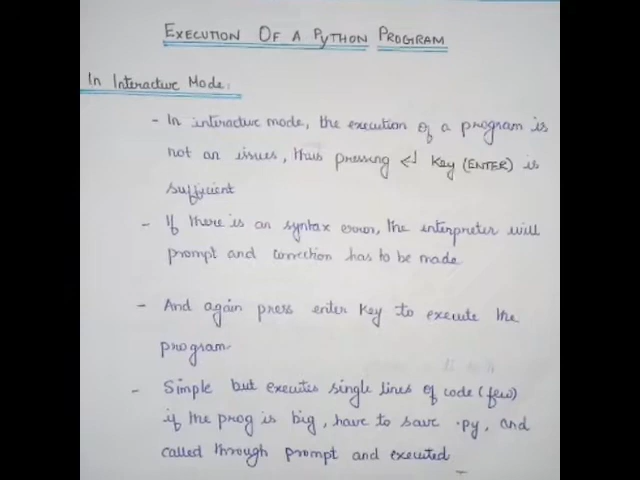 EXECUTION OF A PYTHON PROGRAM
In Interactive Mode:
- In interactive mode, the execution of a program is
not an issues, thus pressing ↵ key (ENTER) is
sufficient
- If there is an syntax error, the interpreter will
prompt and correction has to be made
- And again press enter key to execute the
program
- Simple but executes single lines of code (few)
if the prog is big, have to save .py, and
called through prompt and executed